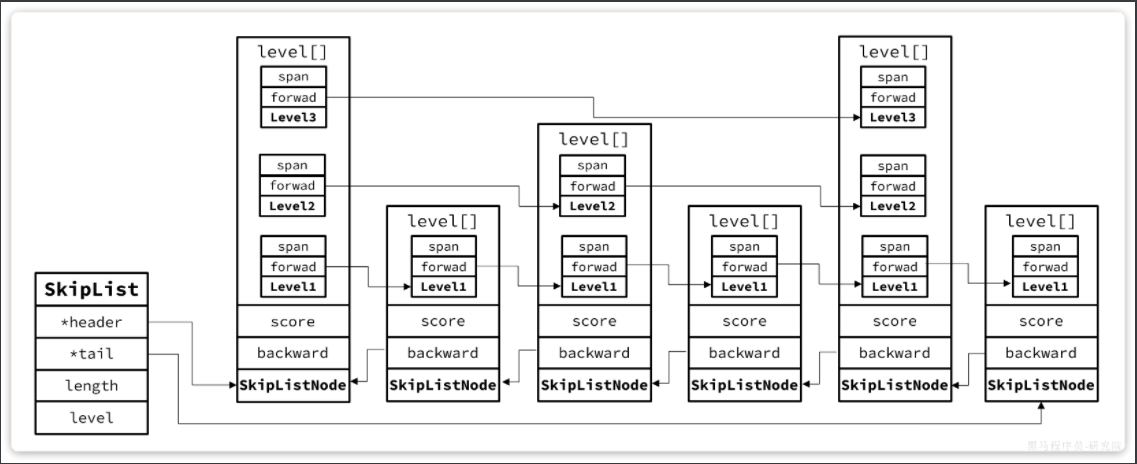 level[]
span
forwad
Level3
span
forwad
Level2
span
forwad
Level1
score
backward
SkipListNode
level[]
span
forwad
Level1
score
backward
SkipListNode
level[]
span
forwad
Level2
span
forwad
Level1
score
backward
SkipListNode
level[]
span
forwad
Level1
score
backward
SkipListNode
level[]
span
forwad
Level3
span
forwad
Level2
span
forwad
Level1
score
backward
SkipListNode
level[]
span
forwad
Level1
score
backward
SkipListNode
SkipList
*header
*tail
length
level
黑马程序员-研究院